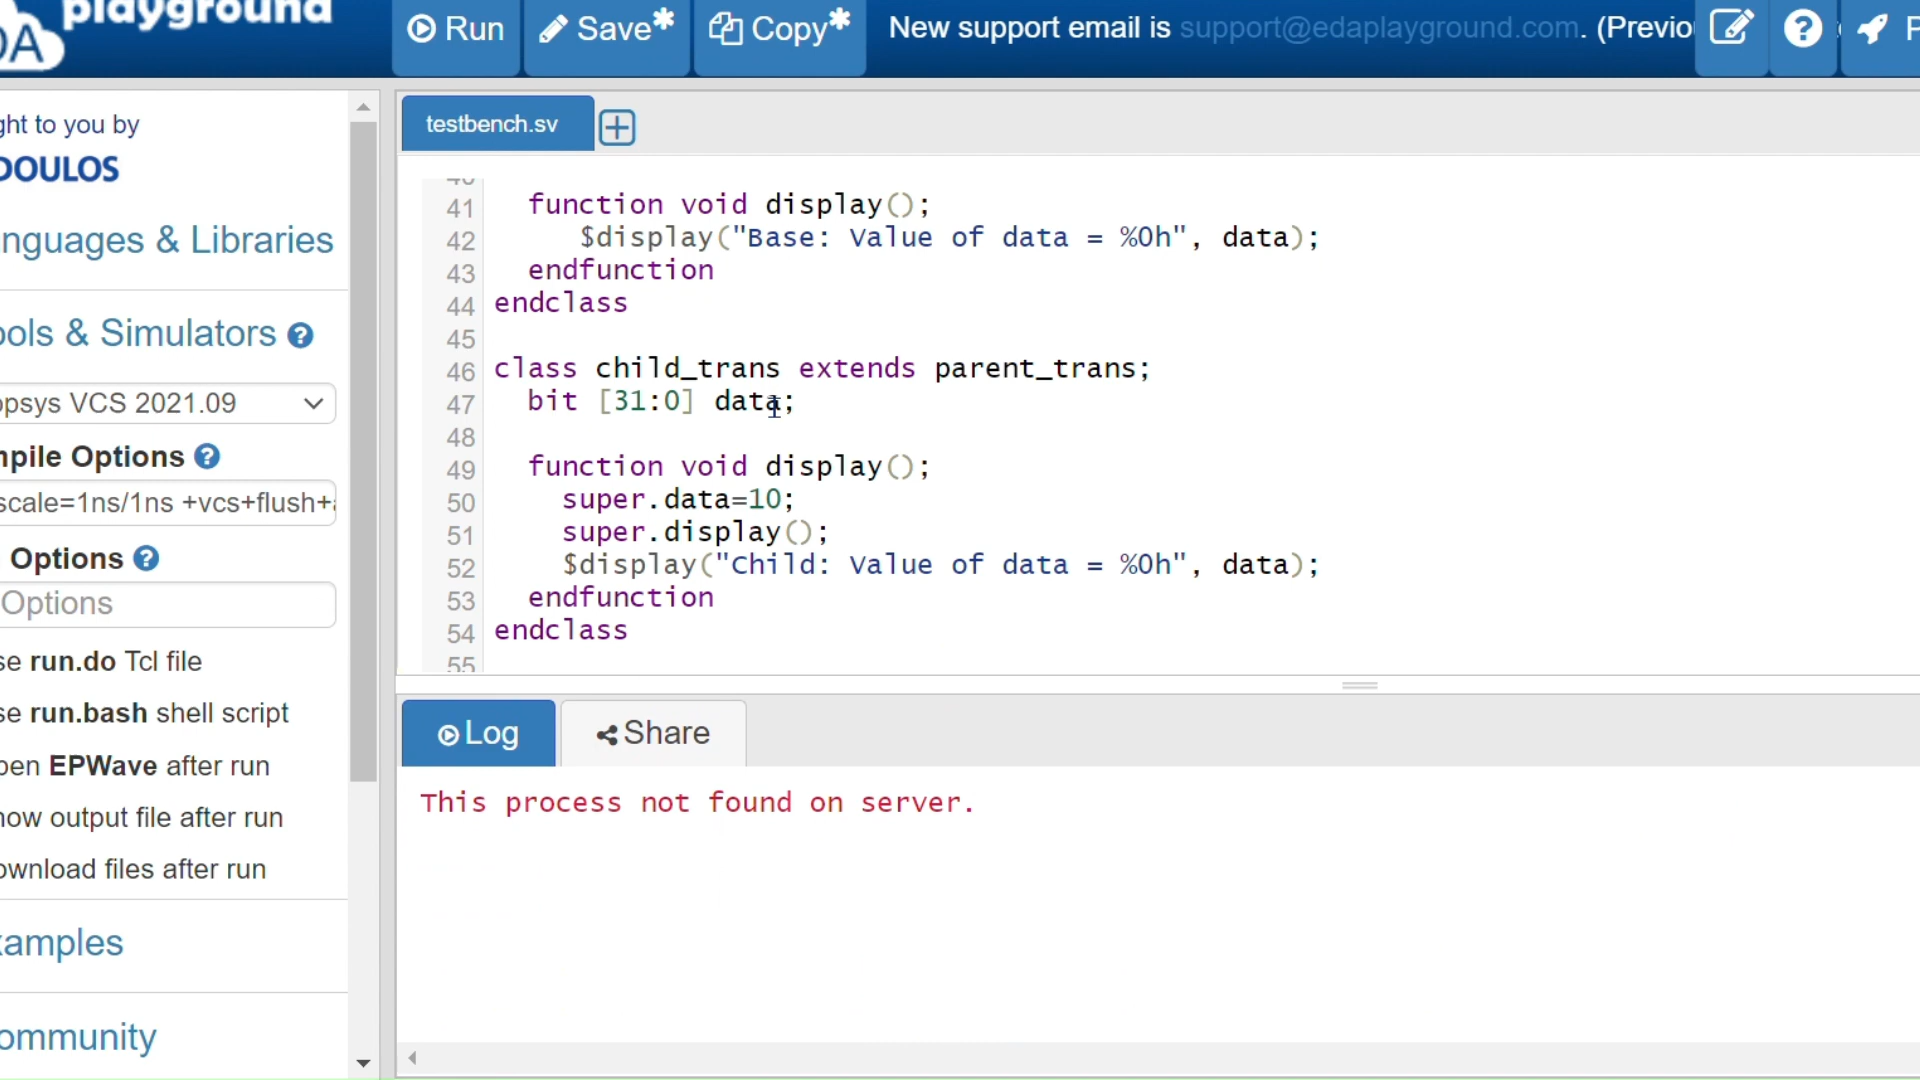 playground
DA
Run
Save*
Copy*
New support email is support@edaplayground.com. (Previo
ght to you by
DOULOS
nguages & Libraries
ools & Simulators
opsys VCS 2021.09
mpile Options
scale=1ns/1ns +vcs+flush+
Options
Options
se run.do Tcl file
se run.bash shell script
pen EPWave after run
how output file after run
ownload files after run
xamples
ommunity
testbench.sv
40
41 function void display();
42 $display("Base: Value of data = %0h", data);
43 endfunction
44 endclass
45
46 class child_trans extends parent_trans;
47 bit [31:0] data;
48
49 function void display();
50 super.data=10;
51 super.display();
52 $display("Child: Value of data = %0h", data);
53 endfunction
54 endclass
55
Log
Share
This process not found on server.